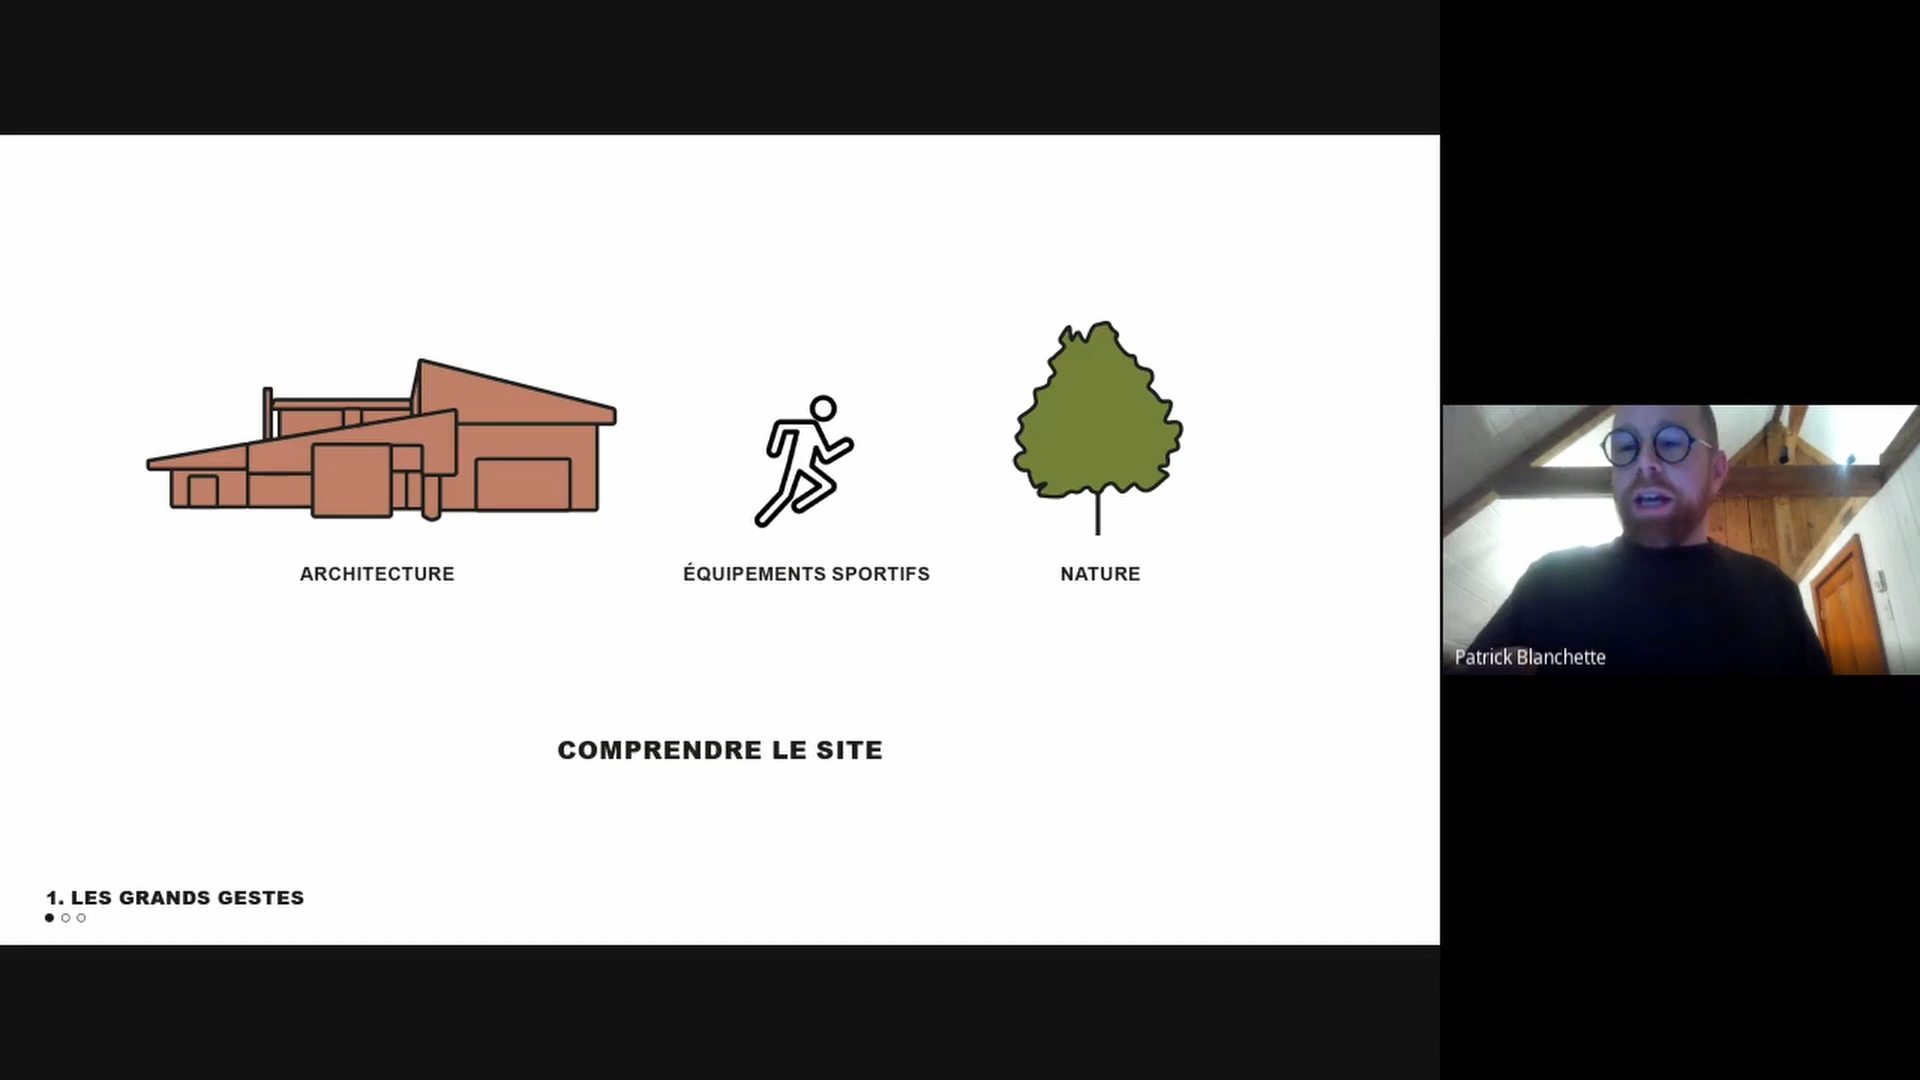 ARCHITECTURE
ÉQUIPEMENTS SPORTIFS
NATURE
COMPRENDRE LE SITE
1. LES GRANDS GESTES
Patrick Blanchette